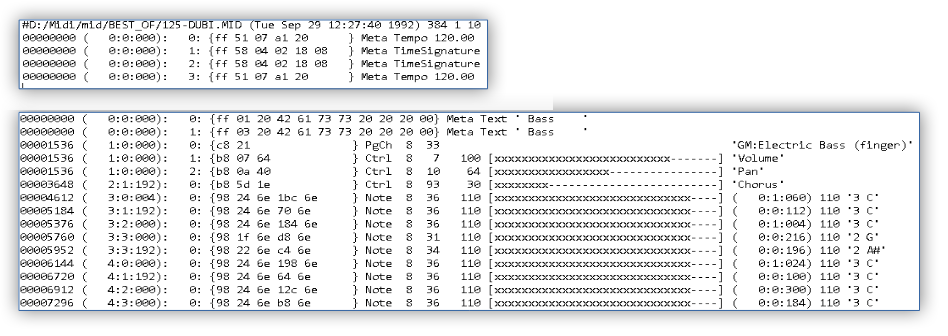 #D:/Midi/mid/BEST_OF/125-DUBI.MID (Tue Sep 29 12:27:40 1992) 384 1 10
00000000 ( 0:0:000): 0: {ff 51 07 a1 20 } Meta Tempo 120.00
00000000 ( 0:0:000): 1: {ff 58 04 02 18 08 } Meta TimeSignature
00000000 ( 0:0:000): 2: {ff 58 04 02 18 08 } Meta TimeSignature
00000000 ( 0:0:000): 3: {ff 51 07 a1 20 } Meta Tempo 120.00
00000000 ( 0:0:000): 0: {ff 01 20 42 61 73 73 20 20 20 00} Meta Text ' Bass '
00000000 ( 0:0:000): 1: {ff 03 20 42 61 73 73 20 20 20 00} Meta Text ' Bass '
00001536 ( 1:0:000): 0: {c8 21 } PgCh 8 33 'GM:Electric Bass (finger)'
00001536 ( 1:0:000): 1: {b8 07 64 } Ctrl 8 7 100 [xxxxxxxxxxxxxxxxxxxxxxxxx-------] 'Volume'
00001536 ( 1:0:000): 2: {b8 0a 40 } Ctrl 8 10 64 [xxxxxxxxxxxxxxxx----------------] 'Pan'
00003648 ( 2:1:192): 0: {b8 5d 1e } Ctrl 8 93 30 [xxxxxxxx------------------------] 'Chorus'
00004612 ( 3:0:004): 0: {98 24 6e 1bc 6e } Note 8 36 110 [xxxxxxxxxxxxxxxxxxxxxxxxxxxx----] ( 0:1:060) 110 '3 C'
00005184 ( 3:1:192): 0: {98 24 6e 70 6e } Note 8 36 110 [xxxxxxxxxxxxxxxxxxxxxxxxxxxx----] ( 0:0:112) 110 '3 C'
00005376 ( 3:2:000): 0: {98 24 6e 184 6e } Note 8 36 110 [xxxxxxxxxxxxxxxxxxxxxxxxxxxx----] ( 0:1:004) 110 '3 C'
00005760 ( 3:3:000): 0: {98 1f 6e d8 6e } Note 8 31 110 [xxxxxxxxxxxxxxxxxxxxxxxxxxxx----] ( 0:0:216) 110 '2 G'
00005952 ( 3:3:192): 0: {98 22 6e c4 6e } Note 8 34 110 [xxxxxxxxxxxxxxxxxxxxxxxxxxxx----] ( 0:0:196) 110 '2 A#'
00006144 ( 4:0:000): 0: {98 24 6e 198 6e } Note 8 36 110 [xxxxxxxxxxxxxxxxxxxxxxxxxxxx----] ( 0:1:024) 110 '3 C'
00006720 ( 4:1:192): 0: {98 24 6e 64 6e } Note 8 36 110 [xxxxxxxxxxxxxxxxxxxxxxxxxxxx----] ( 0:0:100) 110 '3 C'
00006912 ( 4:2:000): 0: {98 24 6e 12c 6e } Note 8 36 110 [xxxxxxxxxxxxxxxxxxxxxxxxxxxx----] ( 0:0:300) 110 '3 C'
00007296 ( 4:3:000): 0: {98 24 6e b8 6e } Note 8 36 110 [xxxxxxxxxxxxxxxxxxxxxxxxxxxx----] ( 0:0:184) 110 '3 C'